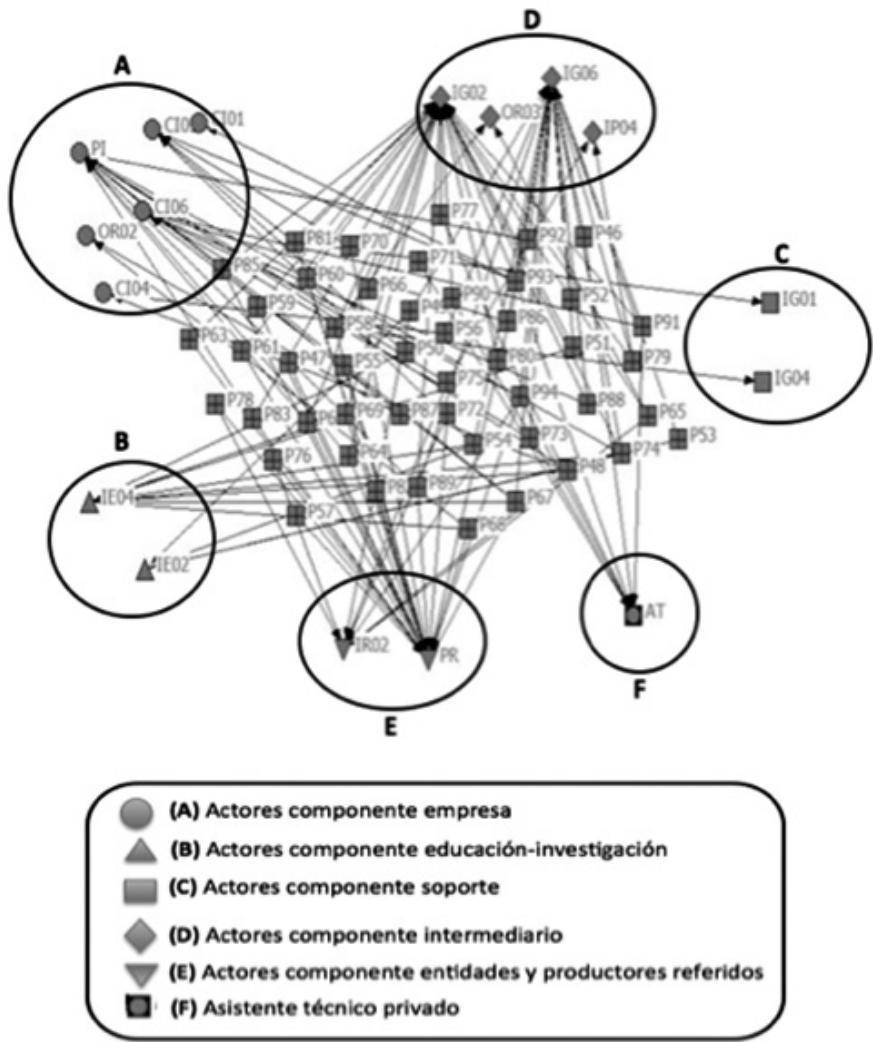 D
A
IG06
IG02
CI01
OR03
IP04
PI
CI06
P77
OR02
P81
P70
P92
P46
C
P85
P60
P71
P93
CI04
P59
P66
P90
P52
IG01
P63
P58
P56
P86
P91
P61
P47
P55
P50
P80
P51
P79
IG04
P75
P94
P88
P78
P83
P69
P87
P72
P65
B
P76
P64
P54
P73
P74
P53
P48
IE04
P89
P57
P67
P68
IE02
IR02
PR
AT
F
E
(A) Actores componente empresa
(B) Actores componente educación-investigación
(C) Actores componente soporte
(D) Actores componente intermediario
(E) Actores componente entidades y productores referidos
(F) Asistente técnico privado